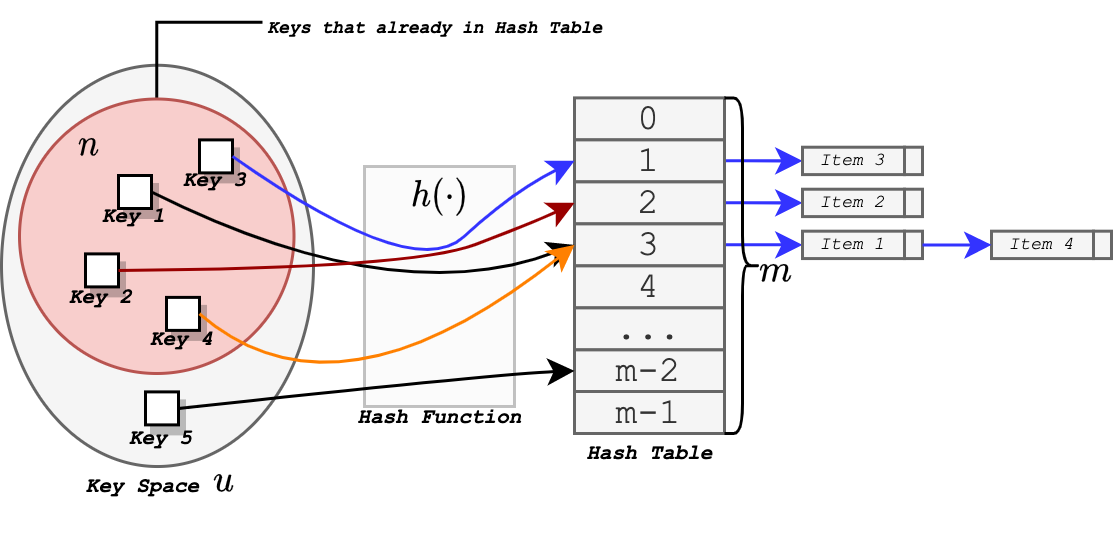 Keys that already in Hash Table
n
Key 3
Key 1
Key 2
Key 4
Key 5
Key Space u
h(·)
Hash Function
0
1
2
3
4
...
m-2
m-1
Hash Table
m
Item 3
Item 2
Item 1
Item 4